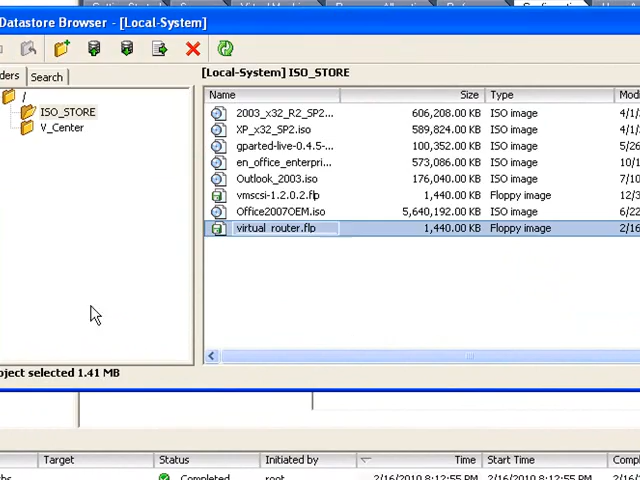 Datastore Browser - [Local-System]
ders Search
[Local-System] ISO_STORE
/
ISO_STORE
V_Center
Name Size Type Modi
2003_x32_R2_SP2... 606,208.00 KB ISO image 4/1/
XP_x32_SP2.iso 589,824.00 KB ISO image 4/1/
gparted-live-0.4.5-... 100,352.00 KB ISO image 5/26
en_office_enterpri... 573,086.00 KB ISO image 10/1
Outlook_2003.iso 176,040.00 KB ISO image 7/10
vmscsi-1.2.0.2.flp 1,440.00 KB Floppy image 12/3
Office2007OEM.iso 5,640,192.00 KB ISO image 6/22
virtual router.flp 1,440.00 KB Floppy image 2/16
oject selected 1.41 MB
Target Status Initiated by Time Start Time Compl
Completed root 2/16/2010 8:12:55 PM 2/16/2010 8:12:55 PM